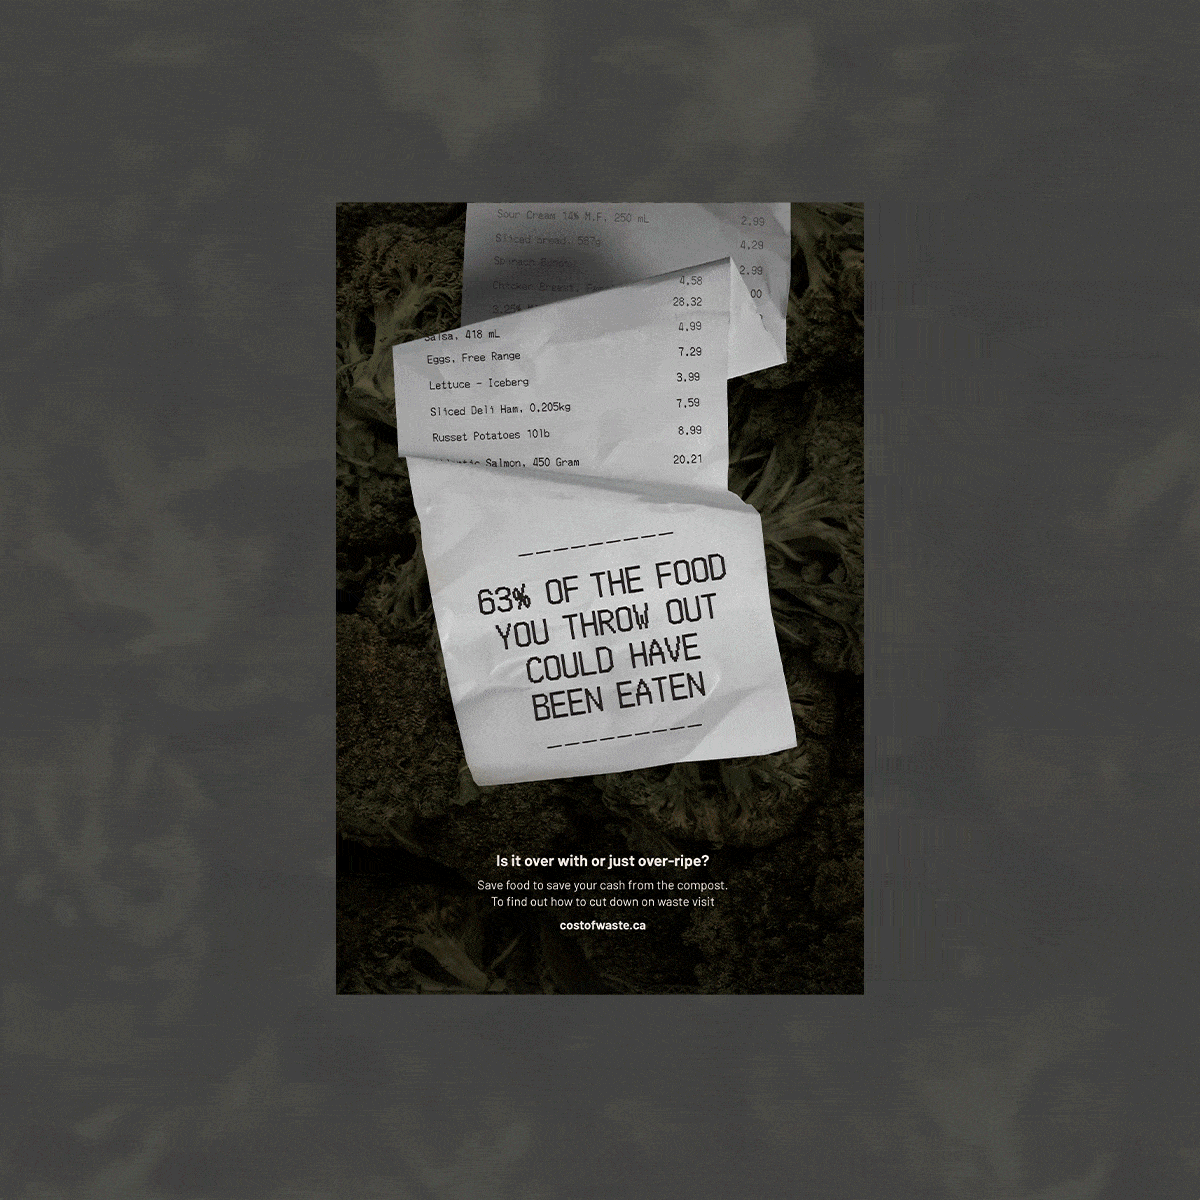 Sour Cream 14% M.F, 250 mL 2.99
Sliced bread, 567g 4.29
Spinach 2.99
Chicken Breast, 00
3.25%
4.58
28.32
Salsa, 418 mL 4.99
Eggs, Free Range 7.29
Lettuce - Iceberg 3.99
Sliced Deli Ham, 0.205kg 7.59
Russet Potatoes 10lb 8.99
Salmon, 450 Gram 20.21
63% OF THE FOOD
YOU THROW OUT
COULD HAVE
BEEN EATEN
Is it over with or just over-ripe?
Save food to save your cash from the compost.
To find out how to cut down on waste visit
costofwaste.ca